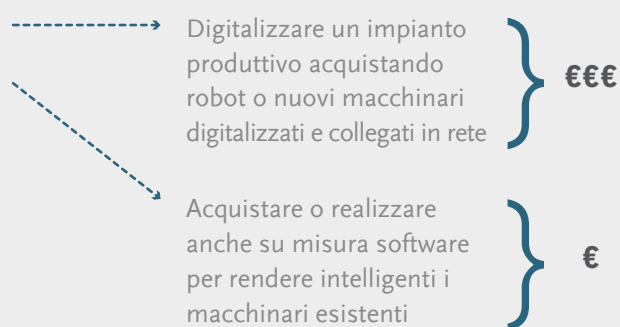 Digitalizzare un impianto
produttivo acquistando
robot o nuovi macchinari
digitalizzati e collegati in rete
€€€
Acquistare o realizzare
anche su misura software
per rendere intelligenti i
macchinari esistenti
€